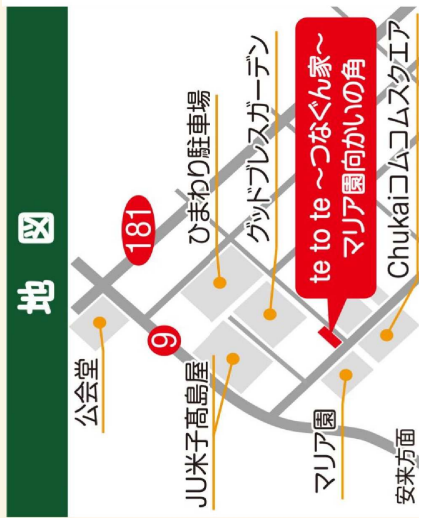 地図
公会堂
181
9
ひまわり駐車場
JU米子髙島屋
グッドブレスガーデン
te to te ～つなぐん家～
マリア園向かいの角
マリア園
Chukaiコムコムスクエア
安来方面